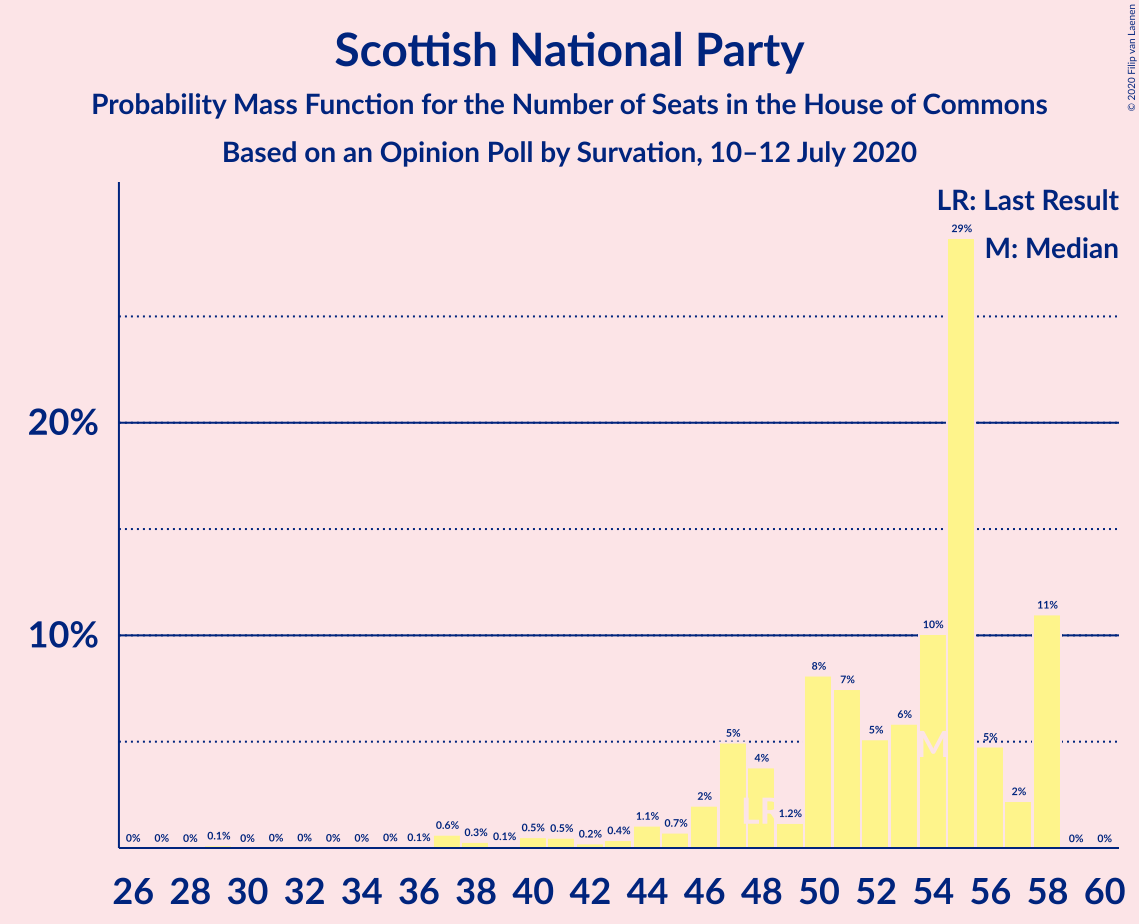 © 2020 Filip van Laenen
Scottish National Party
Probability Mass Function for the Number of Seats in the House of Commons
Based on an Opinion Poll by Survation, 10–12 July 2020
LR: Last Result
M: Median
29%
20%
10%
0% 0% 0% 0.1% 0% 0% 0% 0% 0% 0% 0.1% 0.6% 0.3% 0.1% 0.5% 0.5% 0.2% 0.4% 1.1% 0.7% 2% 5% 4% 1.2% 8% 7% 5% 6% 10% 5% 2% 11% 0% 0%
LR
M
26 28 30 32 34 36 38 40 42 44 46 48 50 52 54 56 58 60